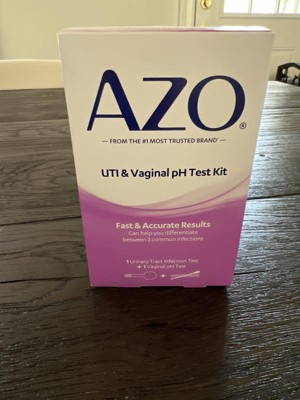 AZO®
— FROM THE #1 MOST TRUSTED BRAND —
UTI & Vaginal pH Test Kit
Fast & Accurate Results
Can help you differentiate
between 3 common infections
1 Urinary Tract Infection Test
+ 1 Vaginal pH Test
+